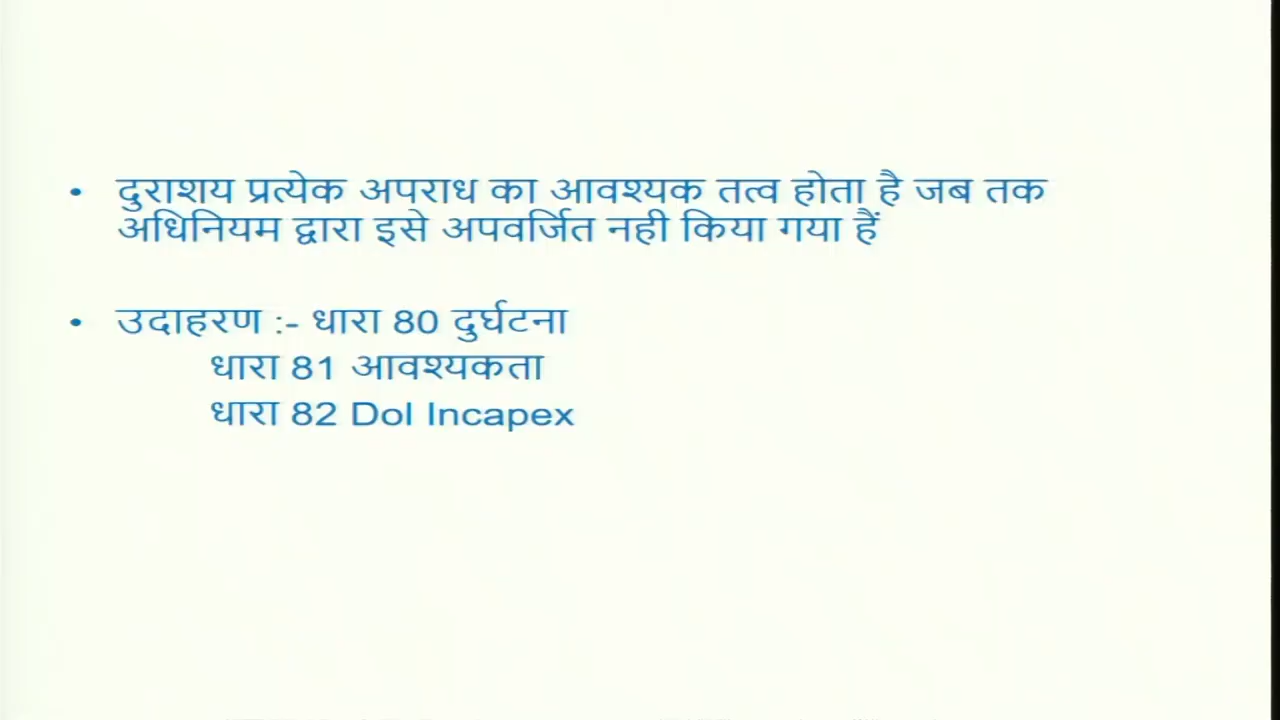 • दुराशय प्रत्येक अपराध का आवश्यक तत्व होता है जब तक
अधिनियम द्वारा इसे अपवर्जित नही किया गया हैं
• उदाहरण :- धारा 80 दुर्घटना
धारा 81 आवश्यकता
धारा 82 Dol Incapex